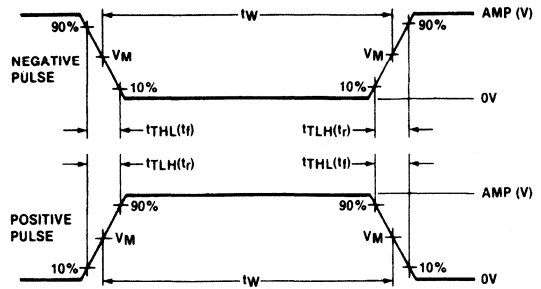 tW AMP (V)
90% 90%
NEGATIVE PULSE VM VM
10% 10%
0V
tTHL(tf) tTLH(tr)
tTLH(tr) tTHL(tf)
AMP (V)
90% 90%
POSITIVE PULSE VM VM
10% 10%
tW 0V